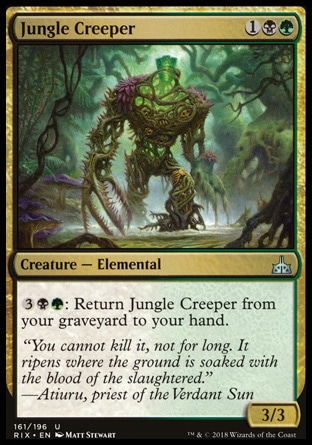 Jungle Creeper 1
Creature — Elemental
3: Return Jungle Creeper from
your graveyard to your hand.
“You cannot kill it, not for long. It
ripens where the ground is soaked with
the blood of the slaughtered.”
—Atiuru, priest of the Verdant Sun
3/3
161/196 U
RIX • EN Matt Stewart
™ & © 2018 Wizards of the Coast